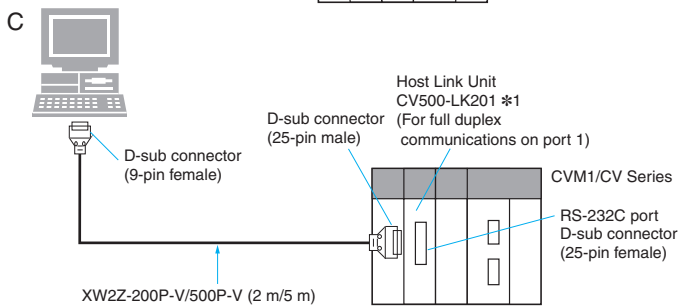 C
Host Link Unit
CV500-LK201 ✽1
(For full duplex
communications on port 1)
D-sub connector
(25-pin male)
D-sub connector
(9-pin female)
CVM1/CV Series
RS-232C port
D-sub connector
(25-pin female)
XW2Z-200P-V/500P-V (2 m/5 m)